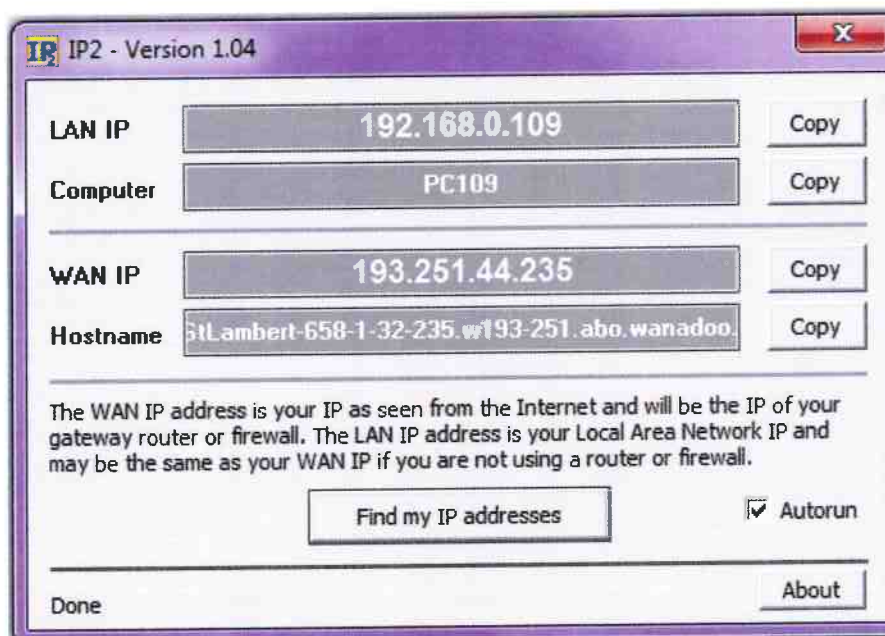 IP2 - Version 1.04
LAN IP 192.168.0.109 Copy
Computer PC109 Copy
WAN IP 193.251.44.235 Copy
Hostname StLambert-658-1-32-235.w193-251.abo.wanadoo. Copy
The WAN IP address is your IP as seen from the Internet and will be the IP of your
gateway router or firewall. The LAN IP address is your Local Area Network IP and
may be the same as your WAN IP if you are not using a router or firewall.
Find my IP addresses Autorun
Done About